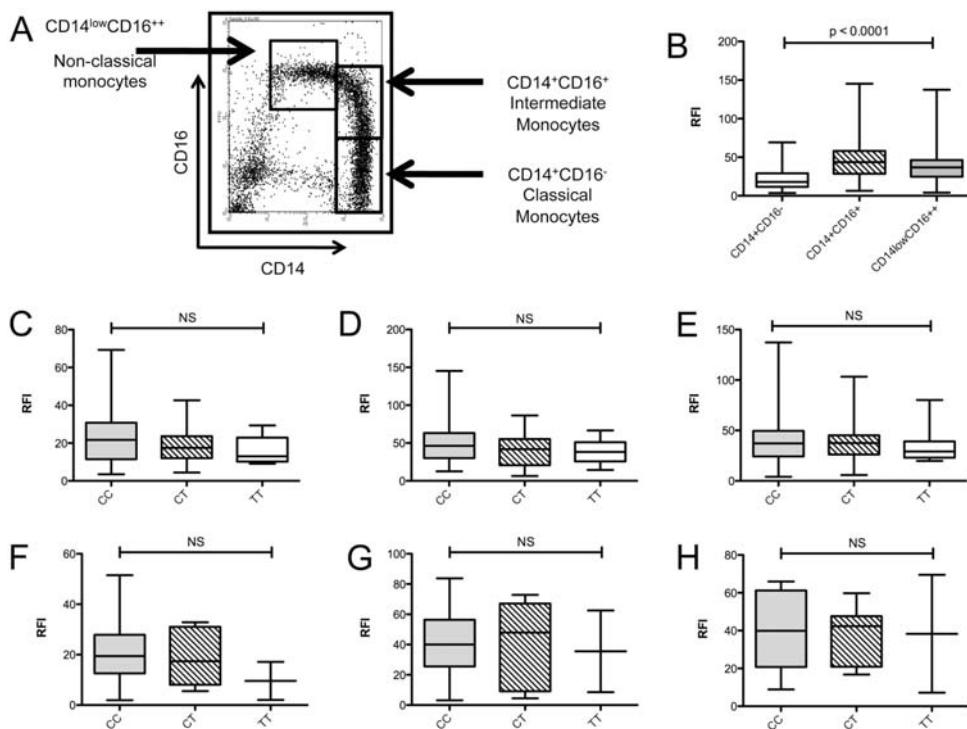 A
CD14lowCD16++
Non-classical
monocytes
CD16
CD14
CD14+CD16+
Intermediate
Monocytes
CD14+CD16-
Classical
Monocytes
B
p < 0.0001
200
150
100
50
0
RFI
CD14+CD16-
CD14+CD16+
CD14lowCD16++
C
NS
80
60
40
20
0
RFI
CC
CT
TT
D
NS
200
150
100
50
0
RFI
CC
CT
TT
E
NS
150
100
50
0
RFI
CC
CT
TT
F
NS
60
40
20
0
RFI
CC
CT
TT
G
NS
100
80
60
40
20
0
RFI
CC
CT
TT
H
NS
80
60
40
20
0
RFI
CC
CT
TT